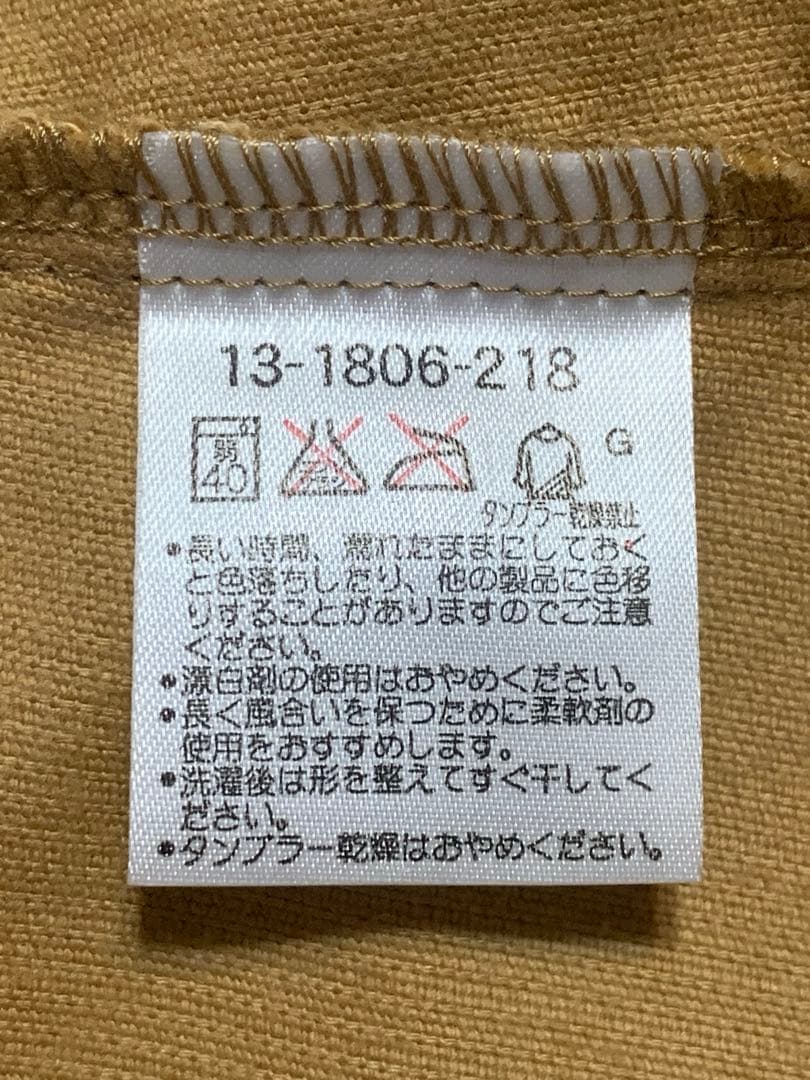 13-1806-218
弱
40
G
タンブラー乾燥禁止
・長い時間、濡れたままにしておく
と色落ちしたり、他の製品に色移
りすることがありますのでご注意
ください。
・漂白剤の使用はおやめください。
・長く風合いを保つために柔軟剤の
使用をおすすめします。
・洗濯後は形を整えてすぐ干してく
ださい。
・タンブラー乾燥はおやめください。